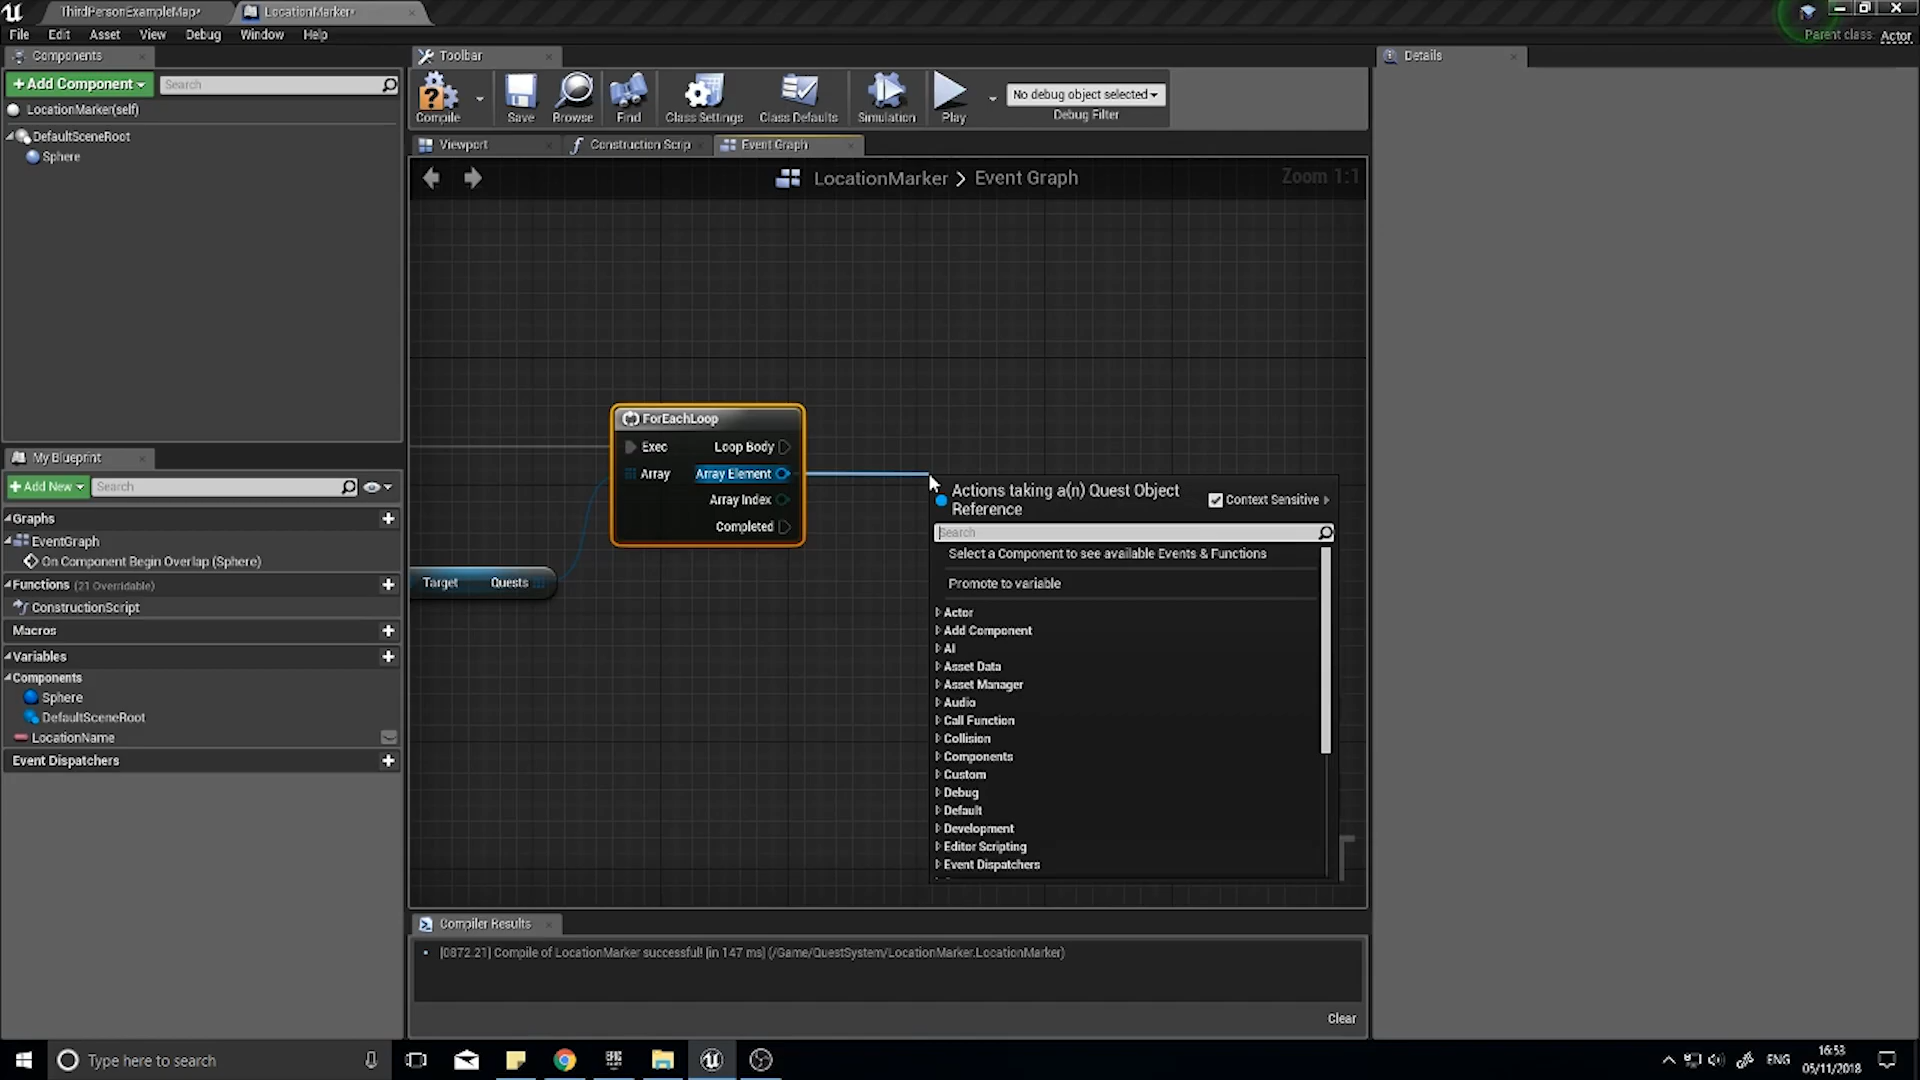 ThirdPersonExampleMap*
LocationMarker*
File Edit Asset View Debug Window Help
Parent class: Actor
Components
Toolbar
Details
+Add Component
Search
LocationMarker(self)
DefaultSceneRoot
Sphere
Compile
Save
Browse
Find
Class Settings
Class Defaults
Simulation
Play
No debug object selected
Debug Filter
Viewport
Construction Scrip
Event Graph
LocationMarker > Event Graph
Zoom 1:1
ForEachLoop
Exec
Loop Body
Array
Array Element
Array Index
Completed
Target
Quests
Actions taking a(n) Quest Object
Reference
Context Sensitive
Search
Select a Component to see available Events & Functions
Promote to variable
Actor
Add Component
AI
Asset Data
Asset Manager
Audio
Call Function
Collision
Components
Custom
Debug
Default
Development
Editor Scripting
Event Dispatchers
My Blueprint
+Add New
Search
Graphs
EventGraph
On Component Begin Overlap (Sphere)
Functions (21 Overridable)
ConstructionScript
Macros
Variables
Components
Sphere
DefaultSceneRoot
LocationName
Event Dispatchers
Compiler Results
[0872.21] Compile of LocationMarker successful! [in 147 ms] (/Game/QuestSystem/LocationMarker.LocationMarker)
Clear
Type here to search
ENG
16:53
05/11/2018